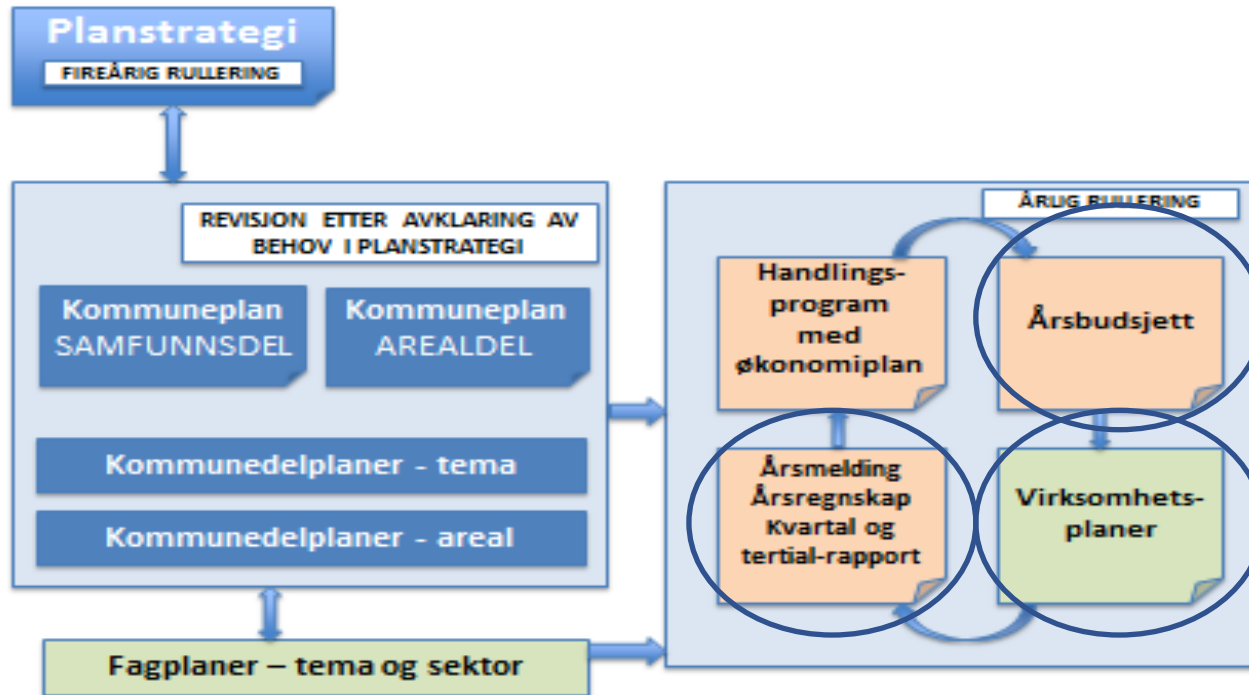 Planstrategi
FIREÅRIG RULLERING
REVISJON ETTER AVKLARING AV
BEHOV I PLANSTRATEGI
Kommuneplan
SAMFUNNSDEL
Kommuneplan
AREALDEL
Kommunedelplaner - tema
Kommunedelplaner - areal
Fagplaner – tema og sektor
ÅRLIG RULLERING
Handlings-
program
med
økonomiplan
Årsbudsjett
Årsmelding
Årsregnskap
Kvartal og
tertial-rapport
Virksomhets-
planer